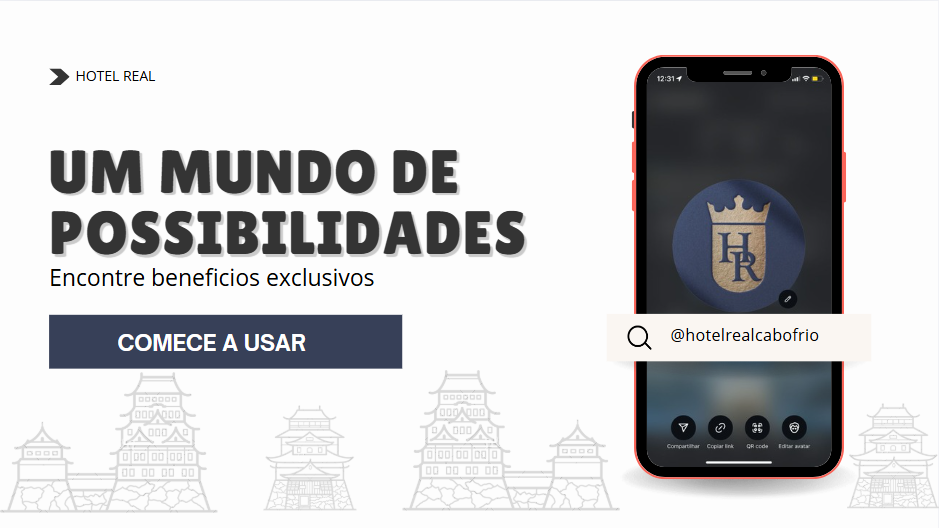 HOTEL REAL
UM MUNDO DE
POSSIBILIDADES
Encontre beneficios exclusivos
COMECE A USAR
12:31
HR
@hotelrealcabofrio
Compartilhar Copiar link QR code Editar avatar